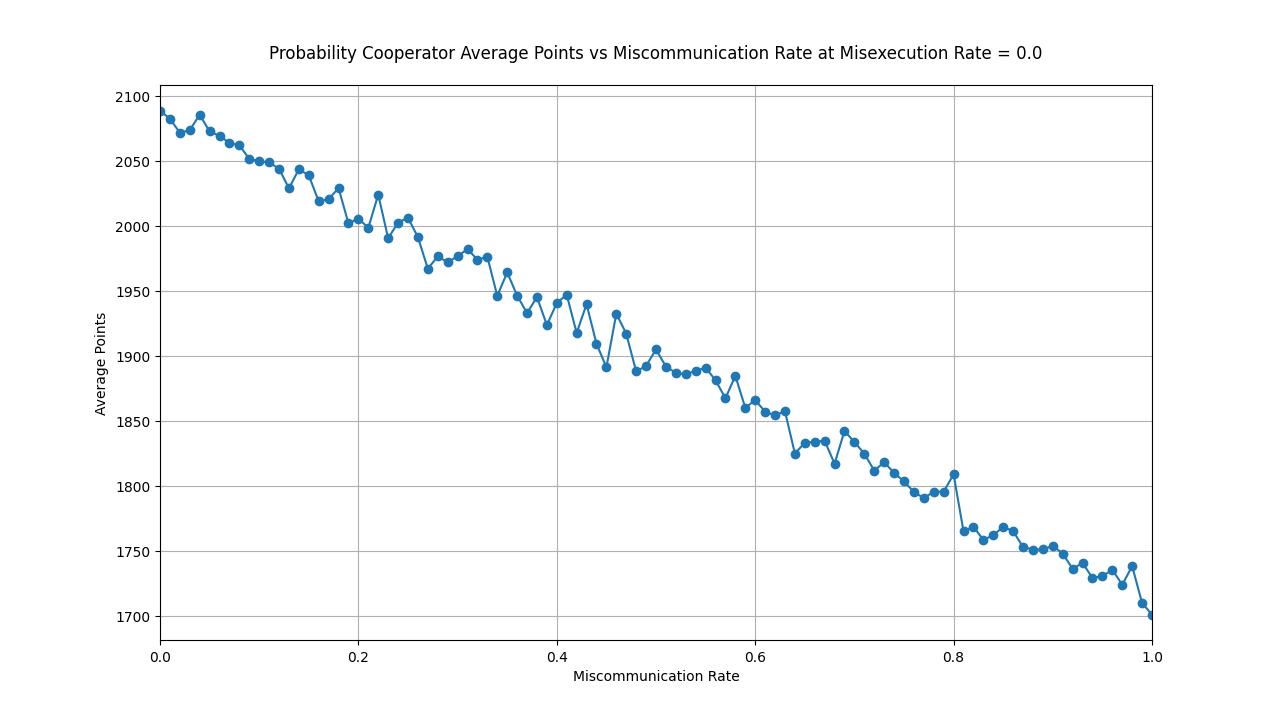 Probability Cooperator Average Points vs Miscommunication Rate at Misexecution Rate = 0.0
2100
2050
2000
1950
1900
1850
1800
1750
1700
Average Points
0.0 0.2 0.4 0.6 0.8 1.0
Miscommunication Rate